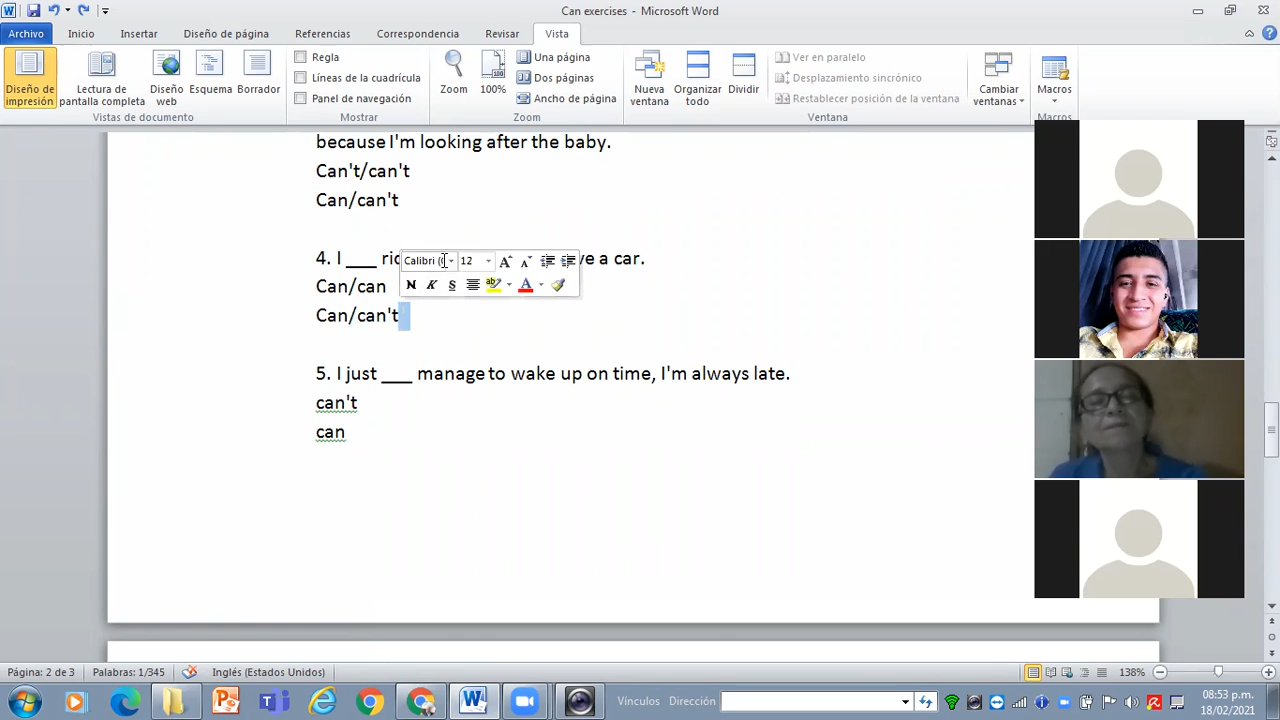 Can exercises - Microsoft Word
Archivo Inicio Insertar Diseño de página Referencias Correspondencia Revisar Vista
Diseño de impresión
Lectura de pantalla completa
Diseño web
Esquema
Borrador
Vistas de documento
Regla
Líneas de la cuadrícula
Panel de navegación
Mostrar
Zoom
100%
Una página
Dos páginas
Ancho de página
Zoom
Nueva ventana
Organizar todo
Dividir
Ver en paralelo
Desplazamiento sincrónico
Restablecer posición de la ventana
Ventana
Cambiar ventanas
Macros
Macros
because I'm looking after the baby.
Can't/can't
Can/can't
4. I ___ a car.
Calibri ( 12
N K S
Can/can
Can/can't
5. I just ___ manage to wake up on time, I'm always late.
can't
can
Página: 2 de 3 Palabras: 1/345 Inglés (Estados Unidos) 138%
Vínculos Dirección 08:53 p.m.
18/02/2021